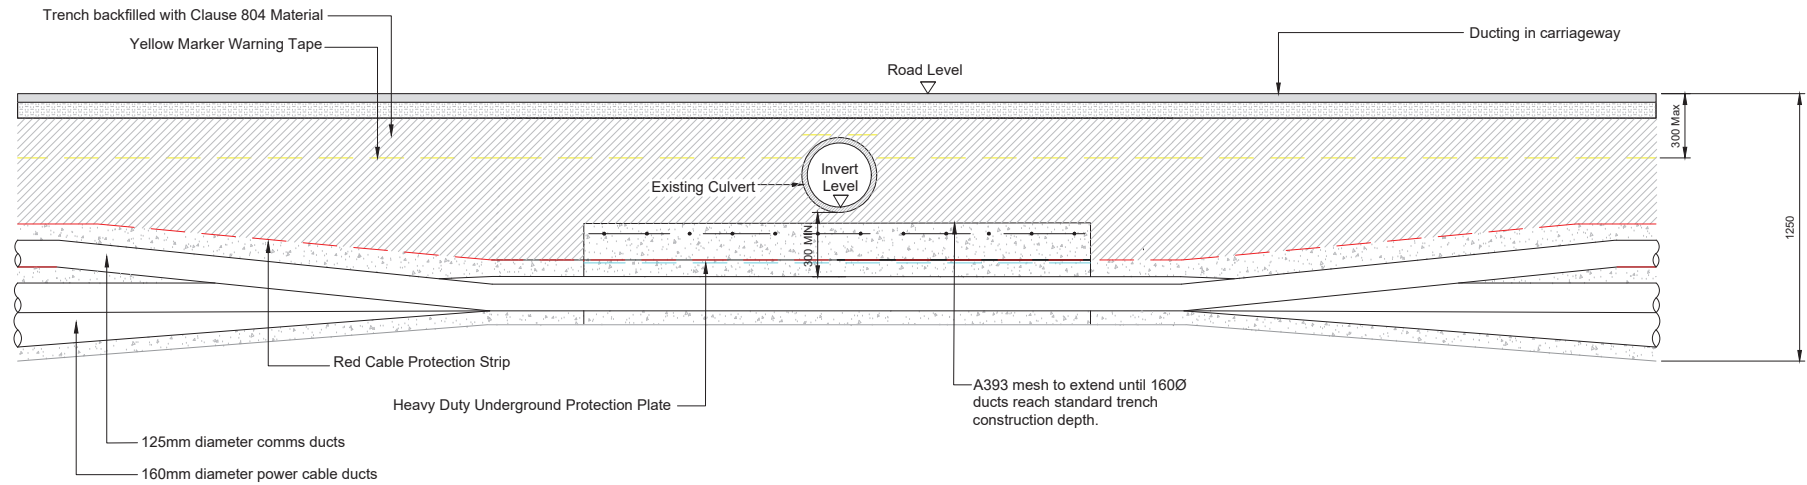 Trench backfilled with Clause 804 Material
Yellow Marker Warning Tape
Ducting in carriageway
Road Level
300 Max
Invert
Level
Existing Culvert
300 MIN
1250
Red Cable Protection Strip
Heavy Duty Underground Protection Plate
A393 mesh to extend until 160Ø
ducts reach standard trench
construction depth.
125mm diameter comms ducts
160mm diameter power cable ducts